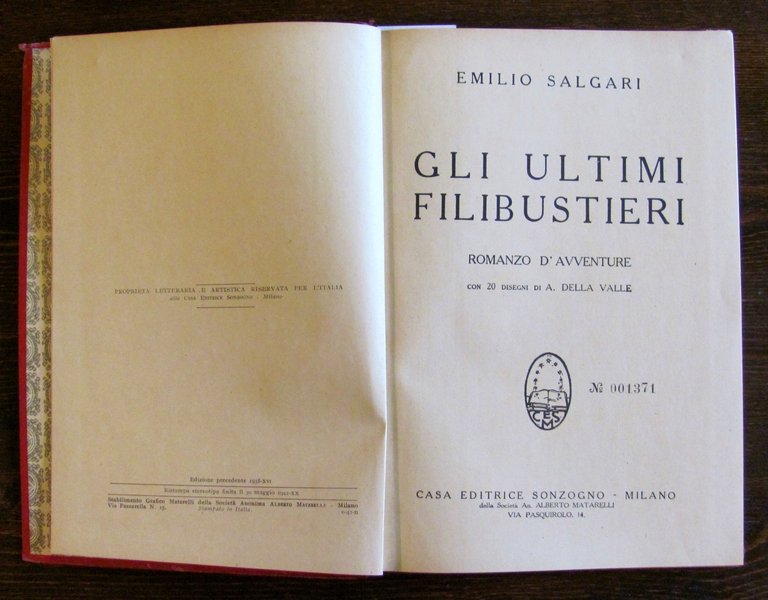 PROPRIETÀ LETTERARIA E ARTISTICA RISERVATA PER L'ITALIA
alla CASA EDITRICE SONZOGNO - Milano
Edizione precedente 1938-XVI
Ristampa stereotipa finita il 30 maggio 1942-XX
Stabilimento Grafico Matarelli della Società Anonima ALBERTO MATARELLI - Milano
Via Passarella N. 15. Stampato in Italia.
EMILIO SALGARI
GLI ULTIMI
FILIBUSTIERI
ROMANZO D'AVVENTURE
CON 20 DISEGNI DI A. DELLA VALLE
CESM
№ 001371
CASA EDITRICE SONZOGNO - MILANO
della Società An. ALBERTO MATARELLI
VIA PASQUIROLO, 14.